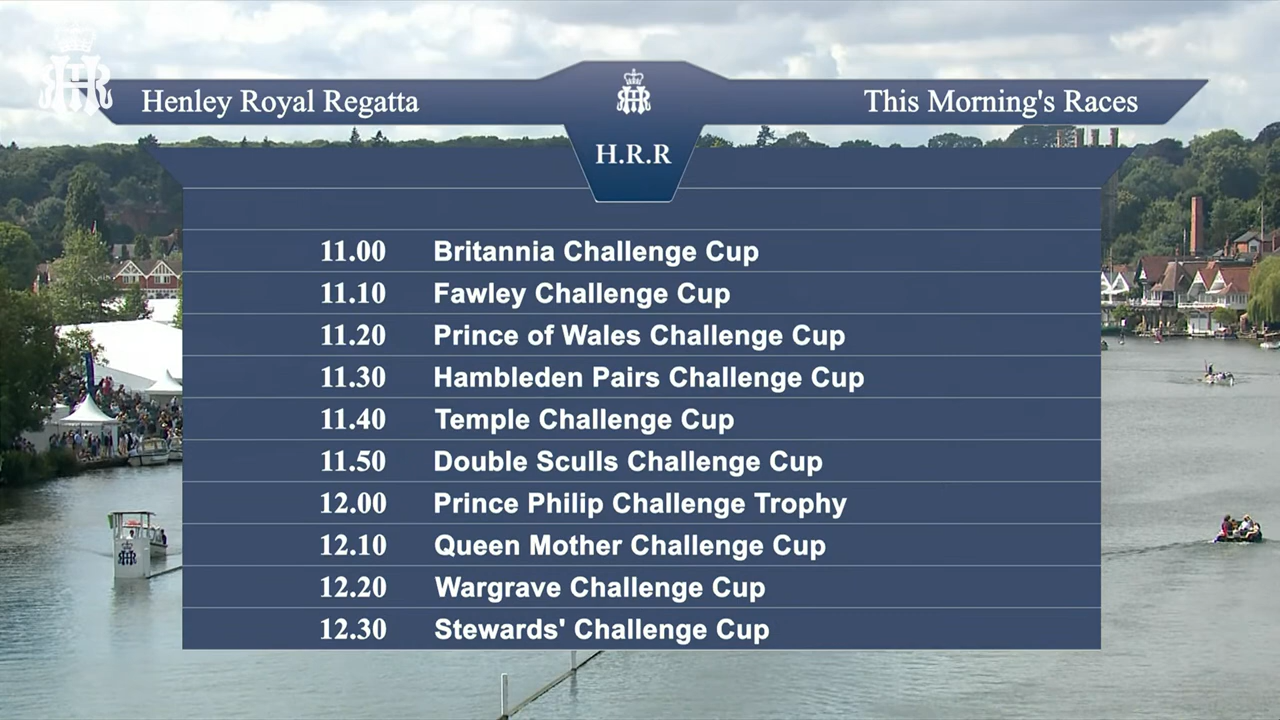 Henley Royal Regatta
This Morning's Races
H.R.R
11.00 Britannia Challenge Cup
11.10 Fawley Challenge Cup
11.20 Prince of Wales Challenge Cup
11.30 Hambleden Pairs Challenge Cup
11.40 Temple Challenge Cup
11.50 Double Sculls Challenge Cup
12.00 Prince Philip Challenge Trophy
12.10 Queen Mother Challenge Cup
12.20 Wargrave Challenge Cup
12.30 Stewards' Challenge Cup